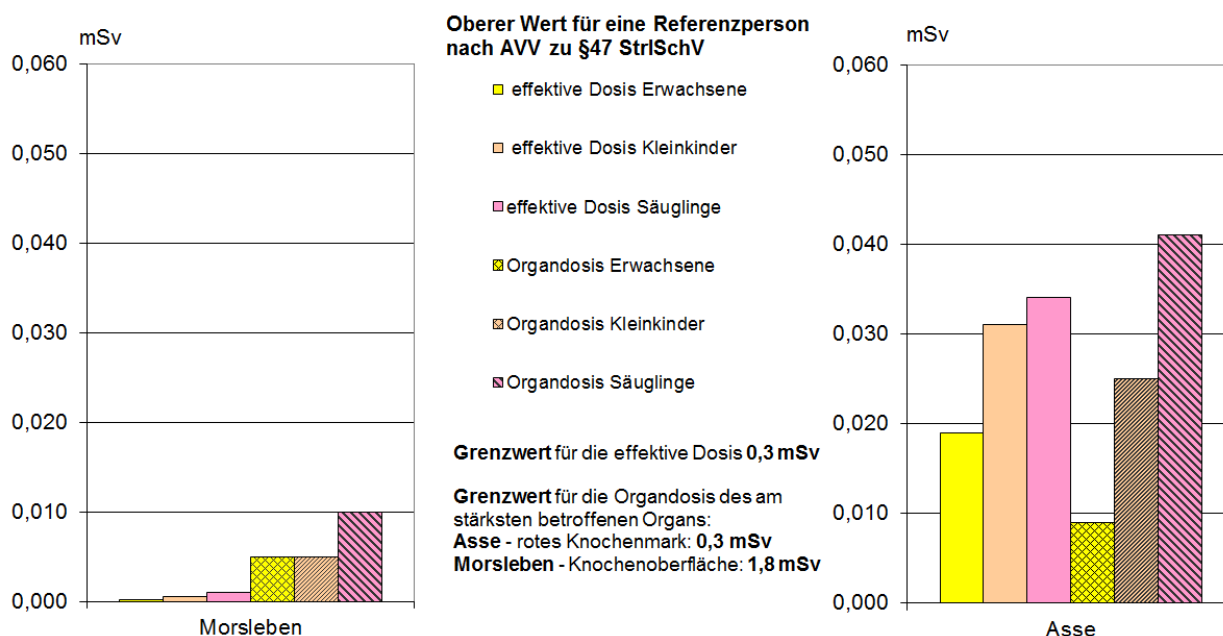 mSv
0,060
0,050
0,040
0,030
0,020
0,010
0,000
Morsleben
Oberer Wert für eine Referenzperson
nach AVV zu §47 StrlSchV
effektive Dosis Erwachsene
effektive Dosis Kleinkinder
effektive Dosis Säuglinge
Organdosis Erwachsene
Organdosis Kleinkinder
Organdosis Säuglinge
Grenzwert für die effektive Dosis 0,3 mSv
Grenzwert für die Organdosis des am
stärksten betroffenen Organs:
Asse - rotes Knochenmark: 0,3 mSv
Morsleben - Knochenoberfläche: 1,8 mSv
mSv
0,060
0,050
0,040
0,030
0,020
0,010
0,000
Asse